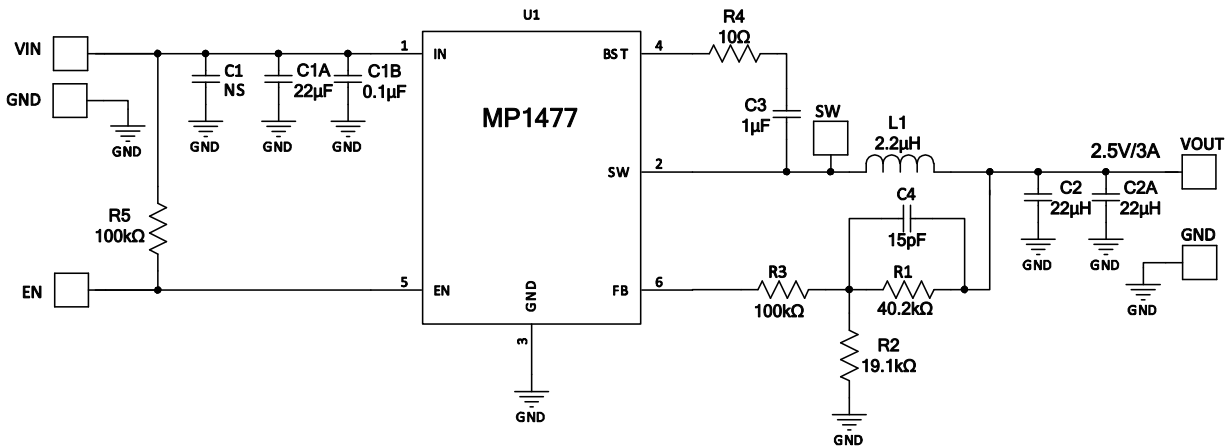 U1
VIN
GND
GND
R5
100kΩ
EN
C1
NS
GND
C1A
22µF
GND
C1B
0.1µF
GND
1
IN
BST
4
MP1477
SW
2
5
EN
GND
FB
6
3
GND
R4
10Ω
C3
1µF
SW
L1
2.2µH
C4
15pF
R3
100kΩ
R1
40.2kΩ
R2
19.1kΩ
GND
2.5V/3A
VOUT
C2
22µH
GND
C2A
22µH
GND
GND
GND